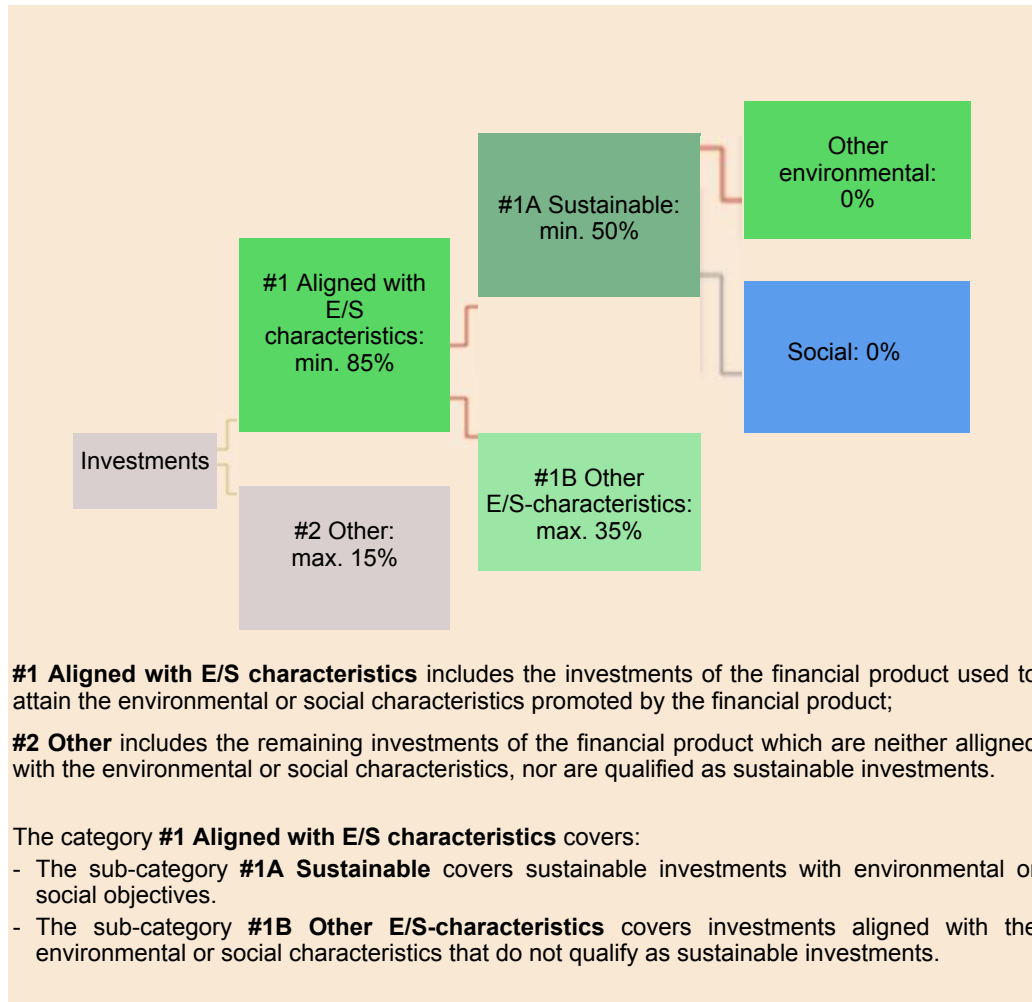 Other
environmental:
0%
#1A Sustainable:
min. 50%
#1 Aligned with
E/S
characteristics:
min. 85%
Social: 0%
Investments
#1B Other
E/S-characteristics:
max. 35%
#2 Other:
max. 15%
#1 Aligned with E/S characteristics includes the investments of the financial product used to
attain the environmental or social characteristics promoted by the financial product;
#2 Other includes the remaining investments of the financial product which are neither alligned
with the environmental or social characteristics, nor are qualified as sustainable investments.
The category #1 Aligned with E/S characteristics covers:
- The sub-category #1A Sustainable covers sustainable investments with environmental or
social objectives.
- The sub-category #1B Other E/S-characteristics covers investments aligned with the
environmental or social characteristics that do not qualify as sustainable investments.